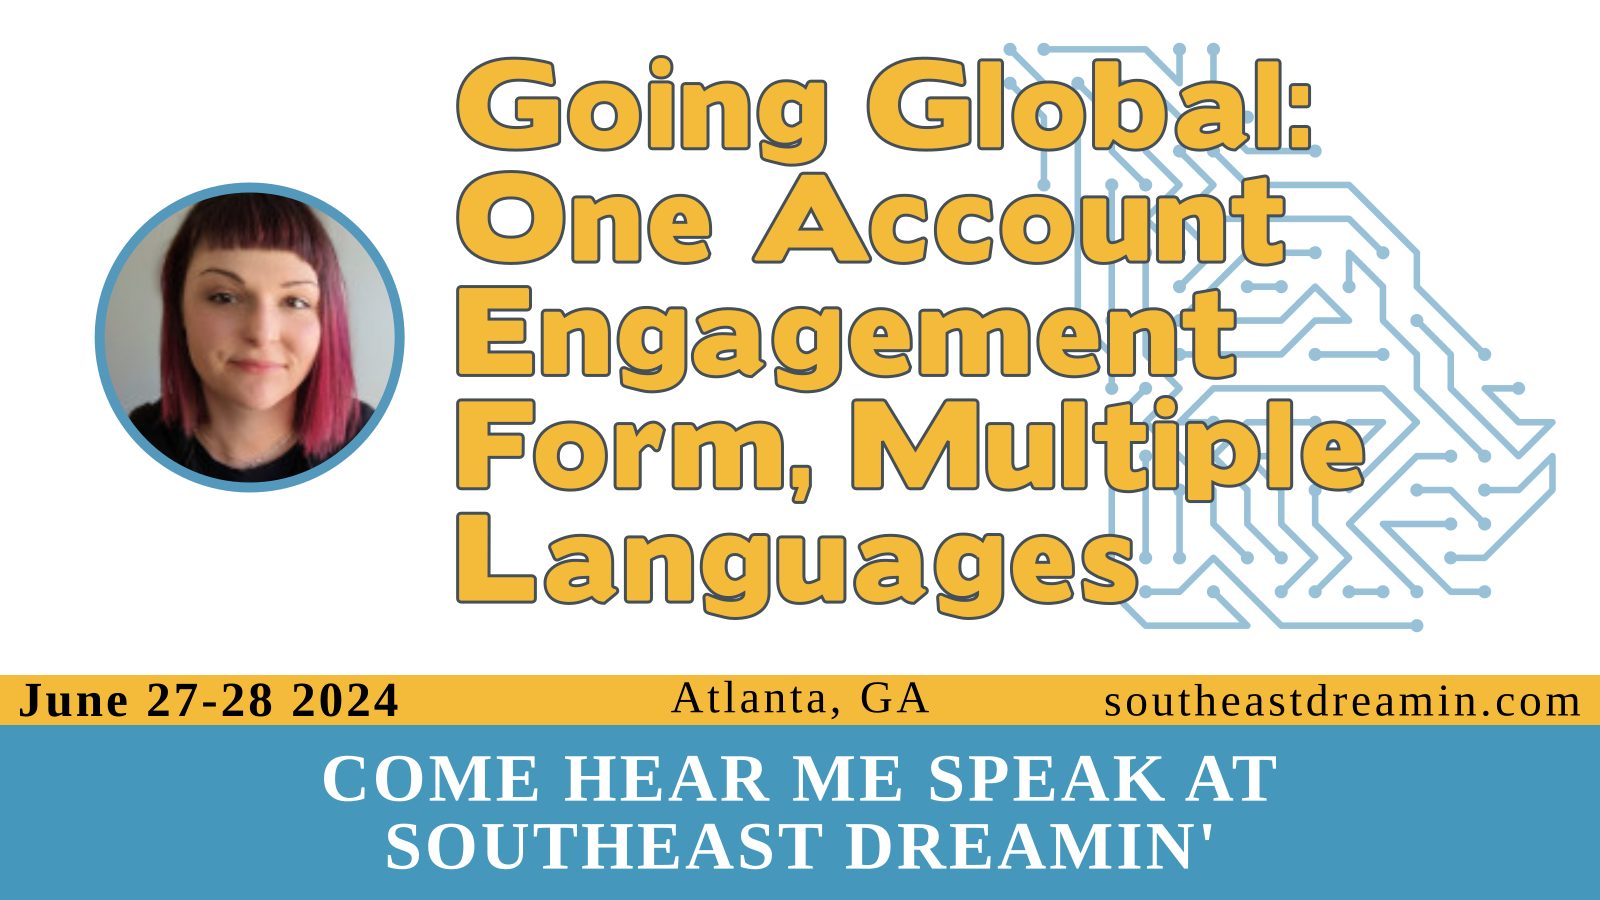 Going Global:
One Account
Engagement
Form, Multiple
Languages
June 27-28 2024
Atlanta, GA
southeastdreamin.com
COME HEAR ME SPEAK AT
SOUTHEAST DREAMIN'